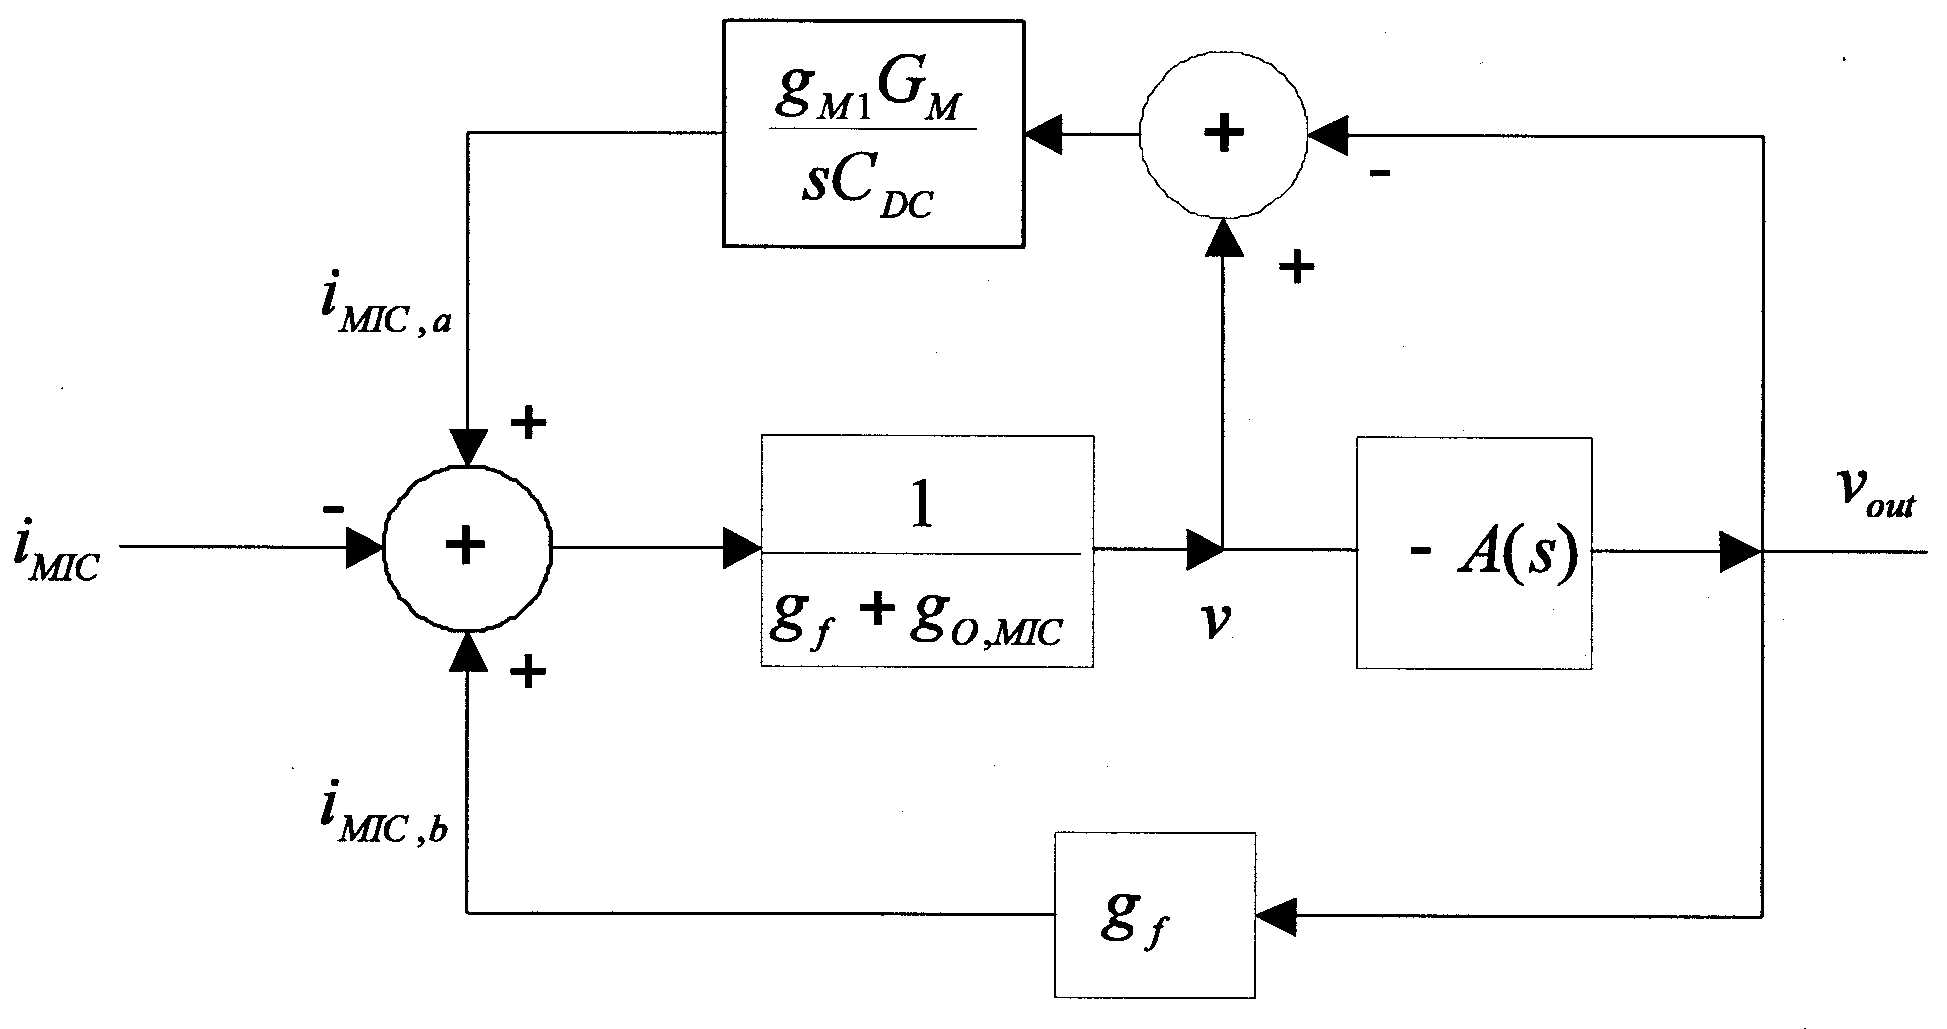 g_{M1}G_M
sC_{DC}
+
-
+
i_{MIC,a}
+
-
i_{MIC}
+
1
g_f + g_{O,MIC}
v
- A(s)
v_{out}
+
i_{MIC,b}
g_f